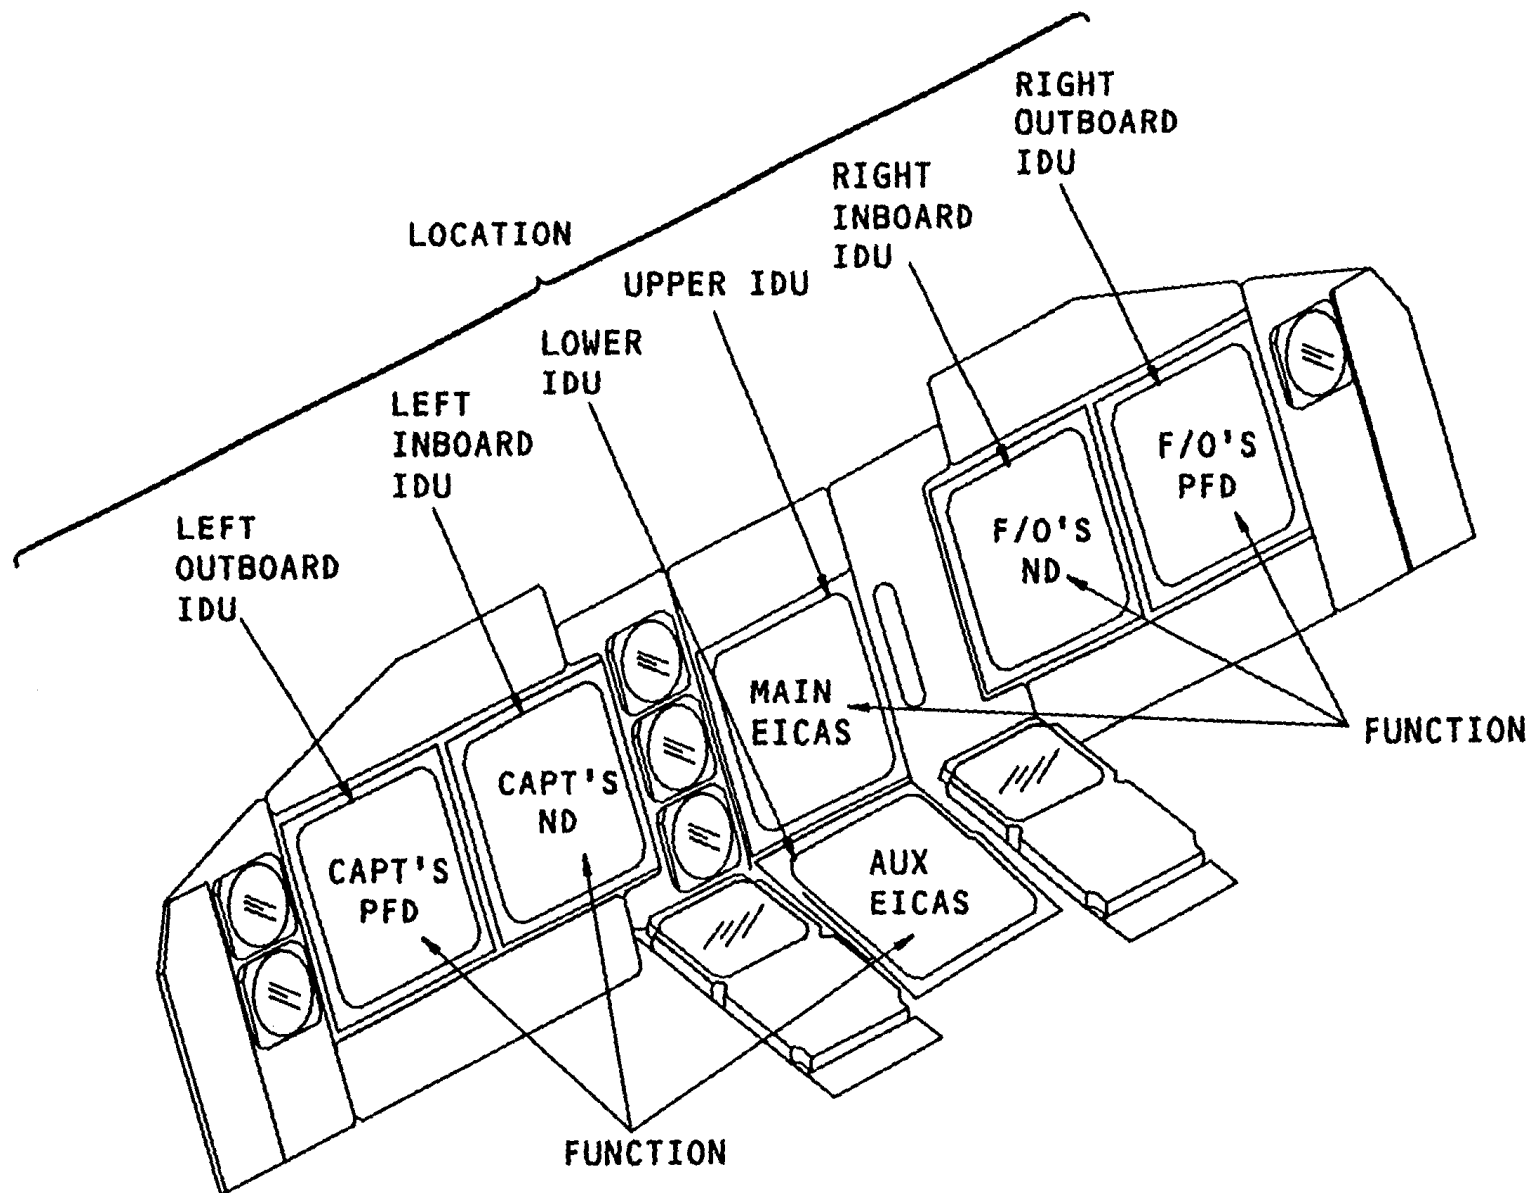 RIGHT
OUTBOARD
IDU
RIGHT
INBOARD
IDU
LOCATION
UPPER IDU
LOWER
IDU
LEFT
INBOARD
IDU
LEFT
OUTBOARD
IDU
F/O'S
PFD
F/O'S
ND
MAIN
EICAS
FUNCTION
CAPT'S
ND
CAPT'S
PFD
AUX
EICAS
FUNCTION